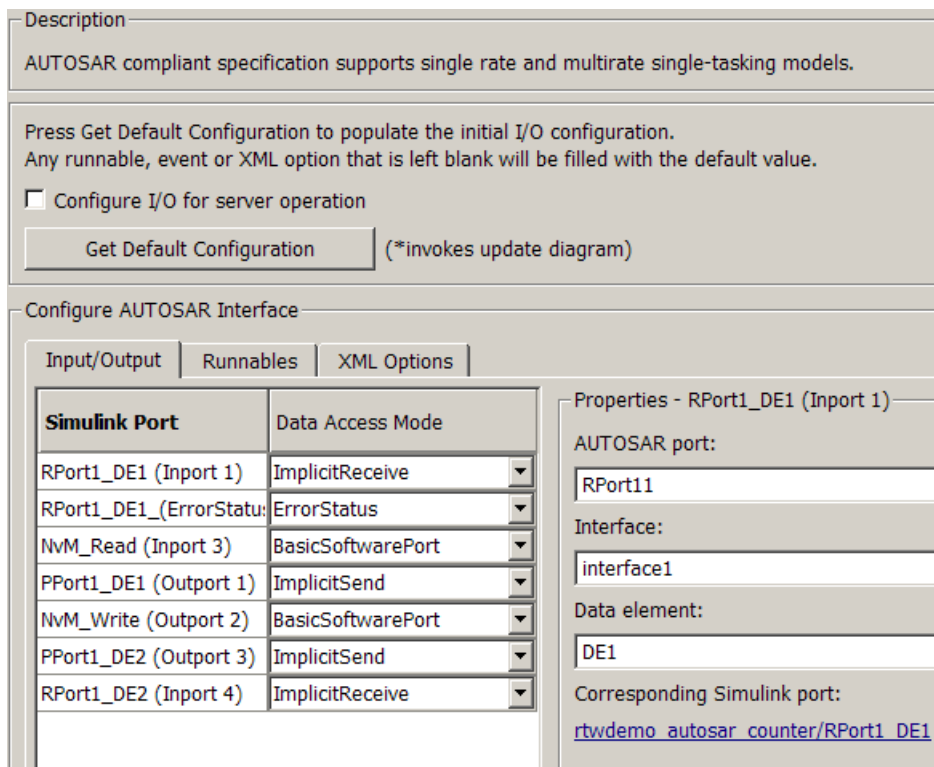 Description
AUTOSAR compliant specification supports single rate and multirate single-tasking models.
Press Get Default Configuration to populate the initial I/O configuration.
Any runnable, event or XML option that is left blank will be filled with the default value.
Configure I/O for server operation
Get Default Configuration (*invokes update diagram)
Configure AUTOSAR Interface
Input/Output Runnables XML Options
Simulink Port Data Access Mode
RPort1_DE1 (Inport 1) ImplicitReceive
RPort1_DE1_(ErrorStatu ErrorStatus
NvM_Read (Inport 3) BasicSoftwarePort
PPort1_DE1 (Outport 1) ImplicitSend
NvM_Write (Outport 2) BasicSoftwarePort
PPort1_DE2 (Outport 3) ImplicitSend
RPort1_DE2 (Inport 4) ImplicitReceive
Properties - RPort1_DE1 (Inport 1)
AUTOSAR port:
RPort11
Interface:
interface1
Data element:
DE1
Corresponding Simulink port:
rtwdemo_autosar_counter/RPort1_DE1